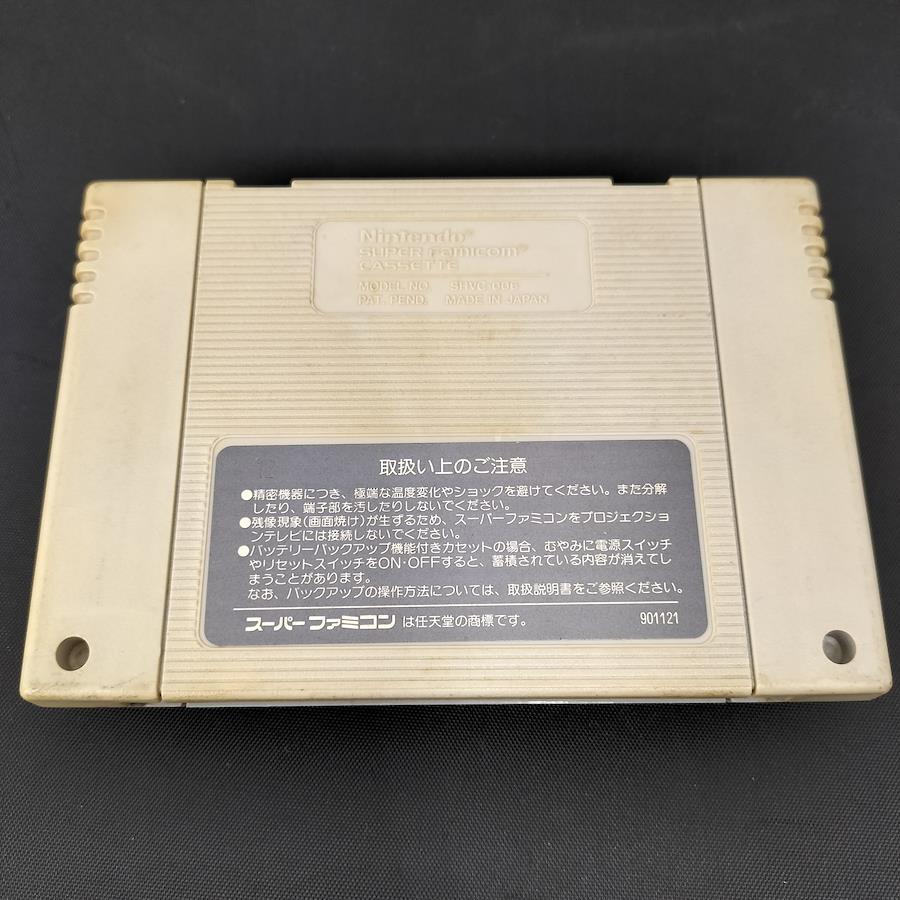 Nintendo®
SUPER Famicom®
CASSETTE
MODEL NO. SHVC-006
PAT. PEND. MADE IN JAPAN
取扱い上のご注意
●精密機器につき、極端な温度変化やショックを避けてください。また分解
したり、端子部を汚したりしないでください。
●残像現象(画面焼け)が生ずるため、スーパーファミコンをプロジェクショ
ンテレビには接続しないでください。
●バッテリーバックアップ機能付きカセットの場合、むやみに電源スイッチ
やリセットスイッチをON・OFFすると、蓄積されている内容が消えてし
まうことがあります。
なお、バックアップの操作方法については、取扱説明書をご参照ください。
スーパーファミコン は任天堂の商標です。 901121